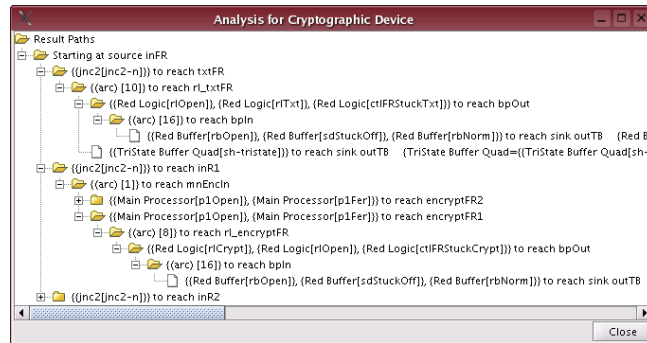 Analysis for Cryptographic Device
Result Paths
Starting at source inFR
{{jnc2[jnc2-n]}} to reach txtFR
{(arc) [10]} to reach rl_txtFR
{{Red Logic[rlOpen]}, {Red Logic[rlTxt]}, {Red Logic[ctlFRStuckTxt]}} to reach bpOut
{(arc) [16]} to reach bpIn
{{Red Buffer[rbOpen]}, {Red Buffer[sdStuckOff]}, {Red Buffer[rbNorm]}} to reach sink outTB {Red B
{{TriState Buffer Quad[sh-tristate]}} to reach sink outTB {TriState Buffer Quad={{TriState Buffer Quad[sh-
{{jnc2[jnc2-n]}} to reach inR1
{(arc) [1]} to reach mnEncIn
{{Main Processor[p1Open]}, {Main Processor[p1Fer]}} to reach encryptFR2
{{Main Processor[p1Open]}, {Main Processor[p1Fer]}} to reach encryptFR1
{(arc) [8]} to reach rl_encryptFR
{{Red Logic[rlCrypt]}, {Red Logic[rlOpen]}, {Red Logic[ctlFRStuckCrypt]}} to reach bpOut
{(arc) [16]} to reach bpIn
{{Red Buffer[rbOpen]}, {Red Buffer[sdStuckOff]}, {Red Buffer[rbNorm]}} to reach sink outTB
{{jnc2[jnc2-n]}} to reach inR2
Close